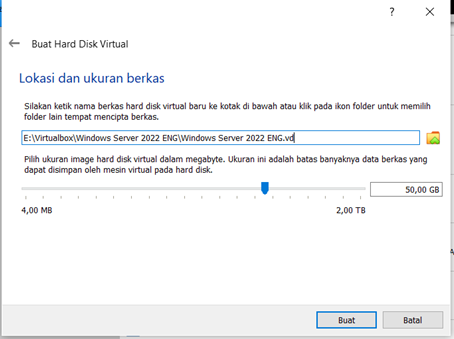 ?
Buat Hard Disk Virtual
Lokasi dan ukuran berkas
Silakan ketik nama berkas hard disk virtual baru ke kotak di bawah atau klik pada ikon folder untuk memilih
folder lain tempat mencipta berkas.
E:\Virtualbox\Windows Server 2022 ENG\Windows Server 2022 ENG.vd
Pilih ukuran image hard disk virtual dalam megabyte. Ukuran ini adalah batas banyaknya data berkas yang
dapat disimpan oleh mesin virtual pada hard disk.
50,00 GB
4,00 MB 2,00 TB
Buat Batal